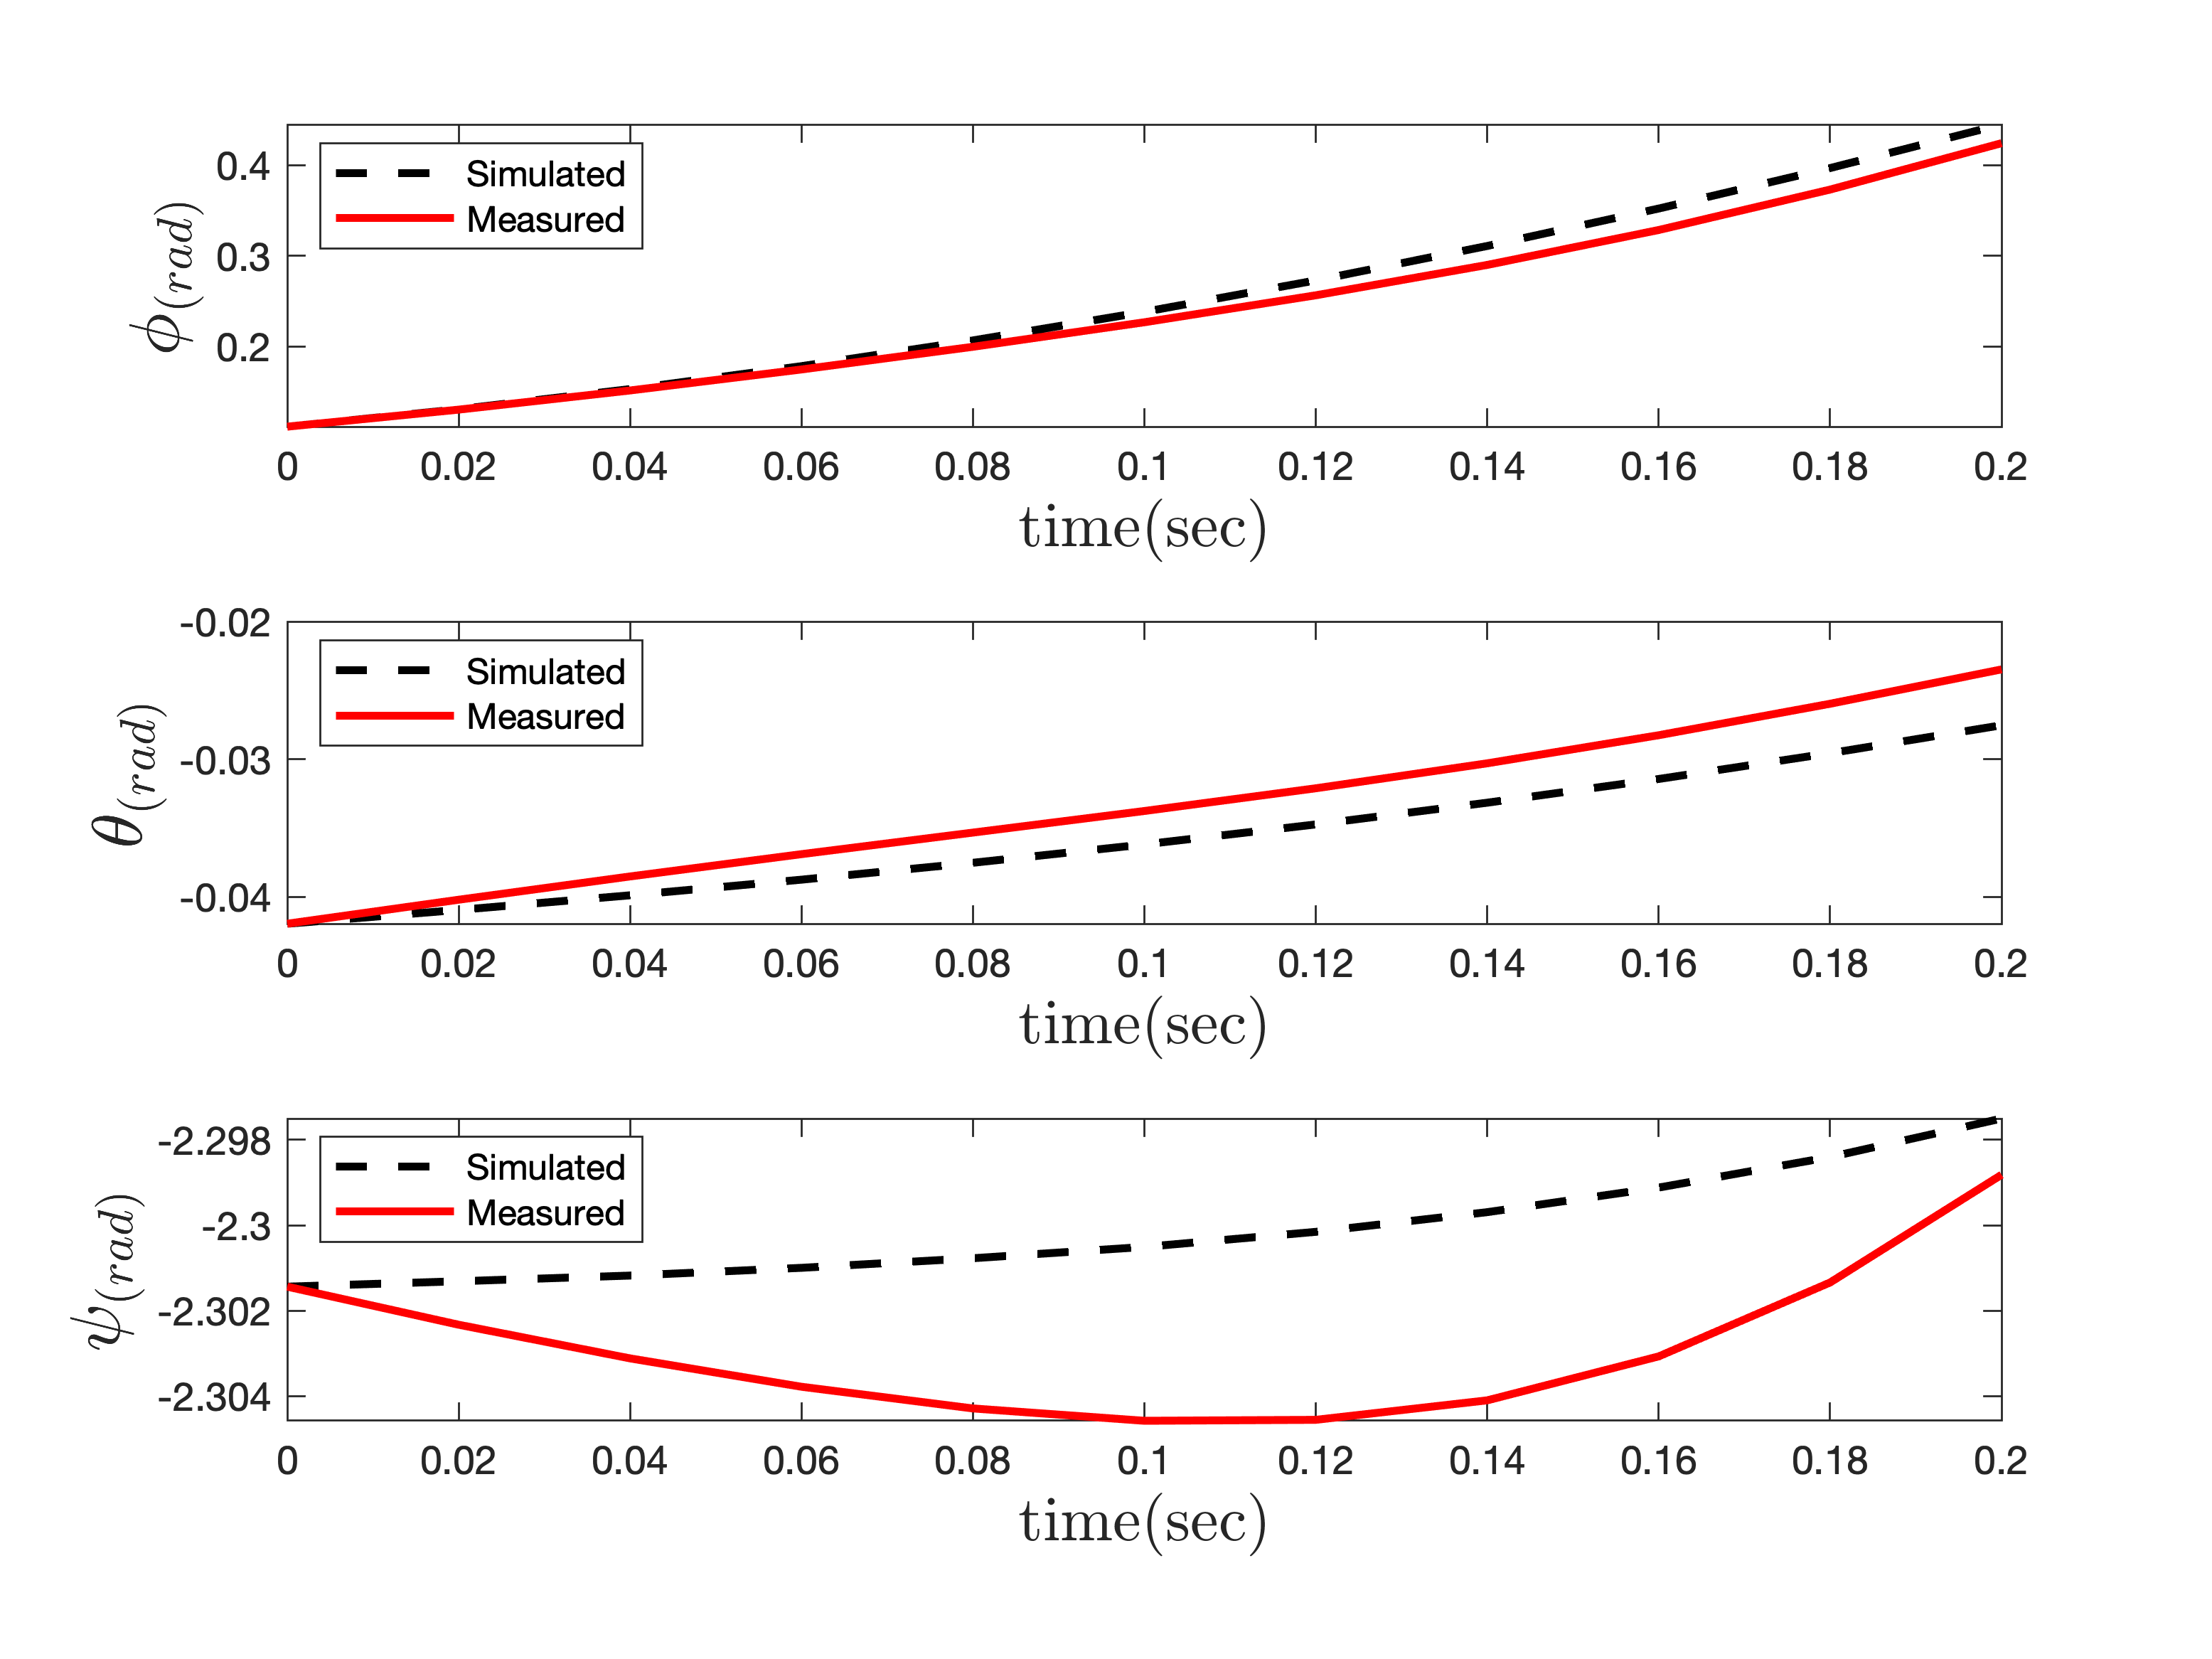 0.4
0.3
0.2
ϕ(rad)
Simulated
Measured
0 0.02 0.04 0.06 0.08 0.1 0.12 0.14 0.16 0.18 0.2
time(sec)
-0.02
-0.03
-0.04
θ(rad)
Simulated
Measured
0 0.02 0.04 0.06 0.08 0.1 0.12 0.14 0.16 0.18 0.2
time(sec)
-2.298
-2.3
-2.302
-2.304
ψ(rad)
Simulated
Measured
0 0.02 0.04 0.06 0.08 0.1 0.12 0.14 0.16 0.18 0.2
time(sec)